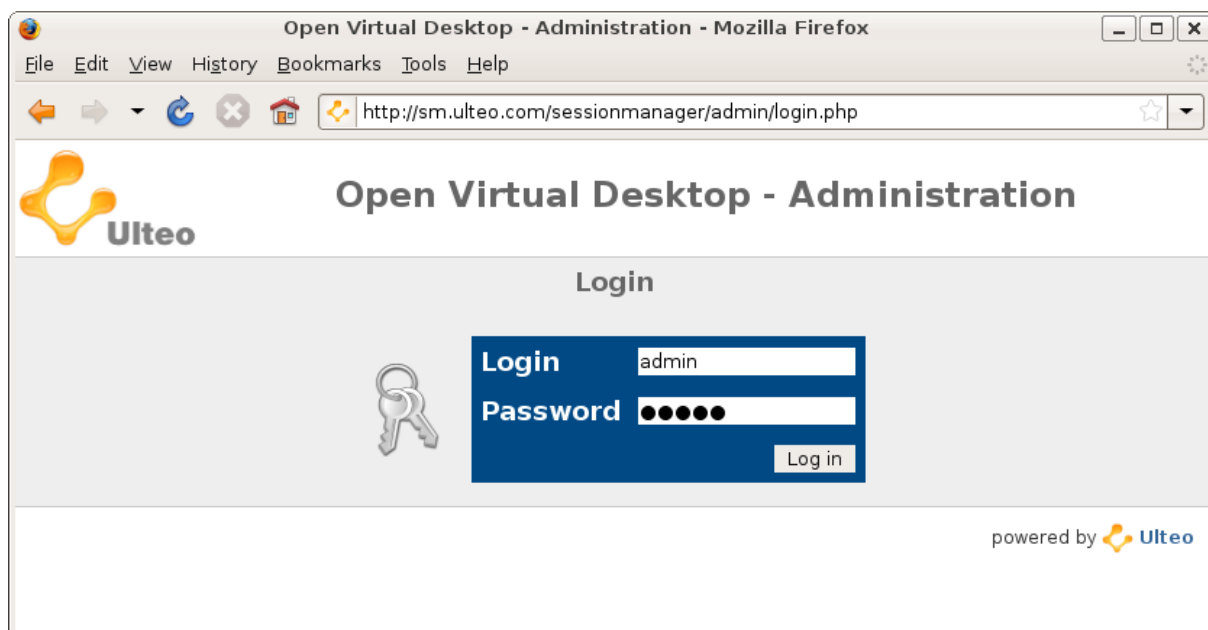 Open Virtual Desktop - Administration - Mozilla Firefox
File Edit View History Bookmarks Tools Help
http://sm.ulteo.com/sessionmanager/admin/login.php
Ulteo
Open Virtual Desktop - Administration
Login
Login admin
Password ●●●●●
Log in
powered by Ulteo